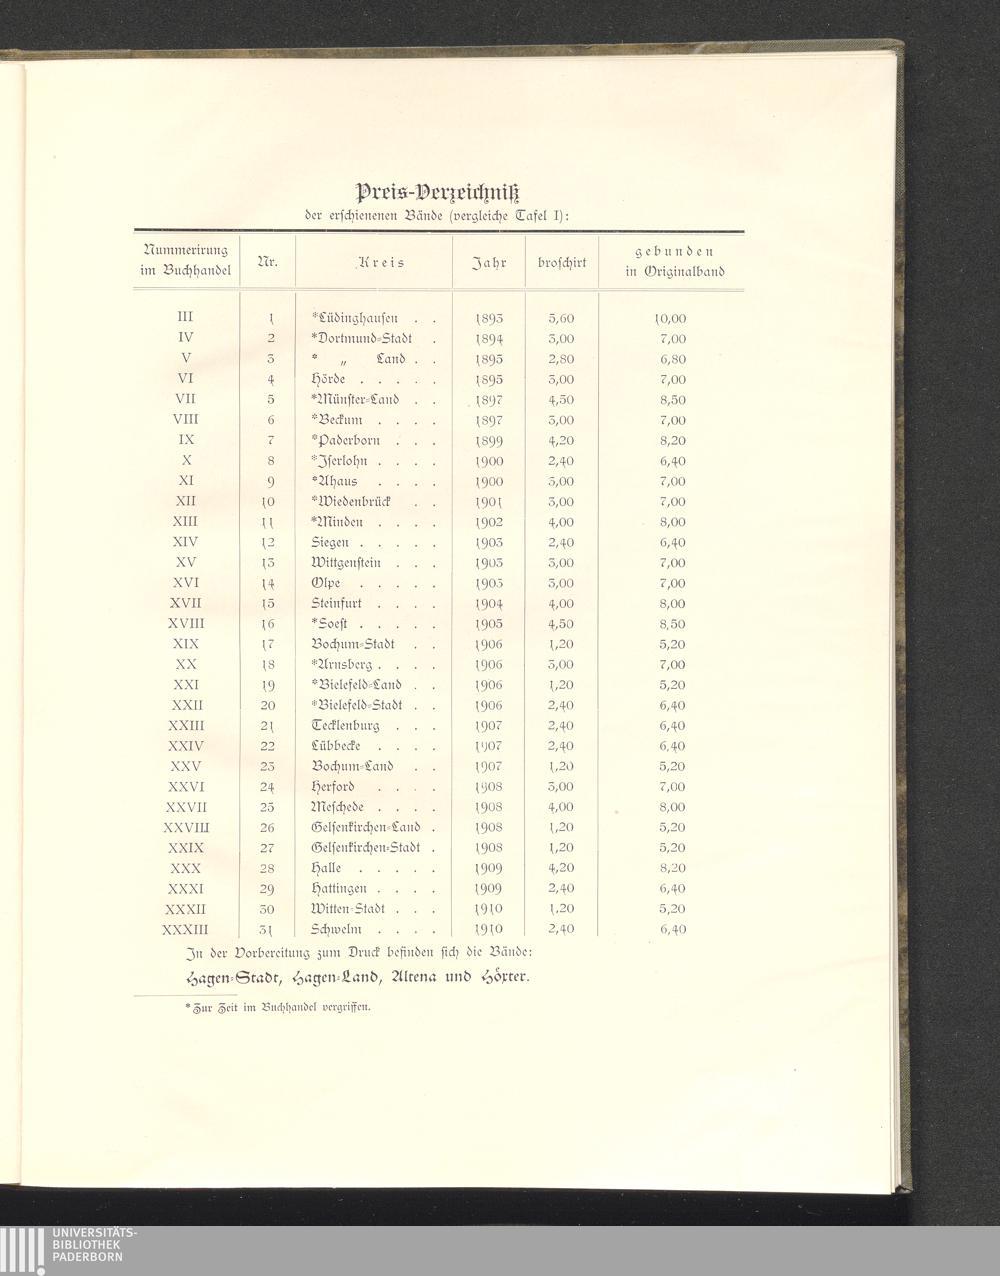 Preis-Verzeichniß
der erschienenen Bände (vergleiche Tafel I):
Nummerirung im Buchhandel | Nr. | Kreis | Jahr | broschirt | gebunden in Originalband
III 1 *Lüdinghausen . . 1893 5,60 10,00
IV 2 *Dortmund-Stadt . 1894 3,00 7,00
V 3 * „ Land . . 1895 2,80 6,80
VI 4 Hörde . . . . . 1895 3,00 7,00
VII 5 *Münster-Land . . 1897 4,50 8,50
VIII 6 *Beckum . . . . 1897 3,00 7,00
IX 7 *Paderborn . . . 1899 4,20 8,20
X 8 *Iserlohn . . . . 1900 2,40 6,40
XI 9 *Ahaus . . . . 1900 3,00 7,00
XII 10 *Wiedenbrück . . 1901 3,00 7,00
XIII 11 *Minden . . . . 1902 4,00 8,00
XIV 12 Siegen . . . . . 1903 2,40 6,40
XV 13 Wittgenstein . . . 1903 3,00 7,00
XVI 14 Olpe . . . . . 1903 3,00 7,00
XVII 15 Steinfurt . . . . 1904 4,00 8,00
XVIII 16 *Soest . . . . . 1905 4,50 8,50
XIX 17 Bochum-Stadt . . 1906 1,20 5,20
XX 18 *Arnsberg . . . . 1906 3,00 7,00
XXI 19 *Bielefeld-Land . . 1906 1,20 5,20
XXII 20 *Bielefeld-Stadt . . 1906 2,40 6,40
XXIII 21 Tecklenburg . . . 1907 2,40 6,40
XXIV 22 Lübbecke . . . . 1907 2,40 6,40
XXV 23 Bochum-Land . . 1907 1,20 5,20
XXVI 24 Herford . . . . 1908 3,00 7,00
XXVII 25 Meschede . . . . 1908 4,00 8,00
XXVIII 26 Gelsenkirchen-Land . 1908 1,20 5,20
XXIX 27 Gelsenkirchen-Stadt . 1908 1,20 5,20
XXX 28 Halle . . . . . 1909 4,20 8,20
XXXI 29 Hattingen . . . . 1909 2,40 6,40
XXXII 30 Witten-Stadt . . . 1910 1,20 5,20
XXXIII 31 Schwelm . . . . 1910 2,40 6,40
In der Vorbereitung zum Druck befinden sich die Bände:
Hagen-Stadt, Hagen-Land, Altena und Höxter.
* Zur Zeit im Buchhandel vergriffen.
UNIVERSITÄTS-
BIBLIOTHEK
PADERBORN